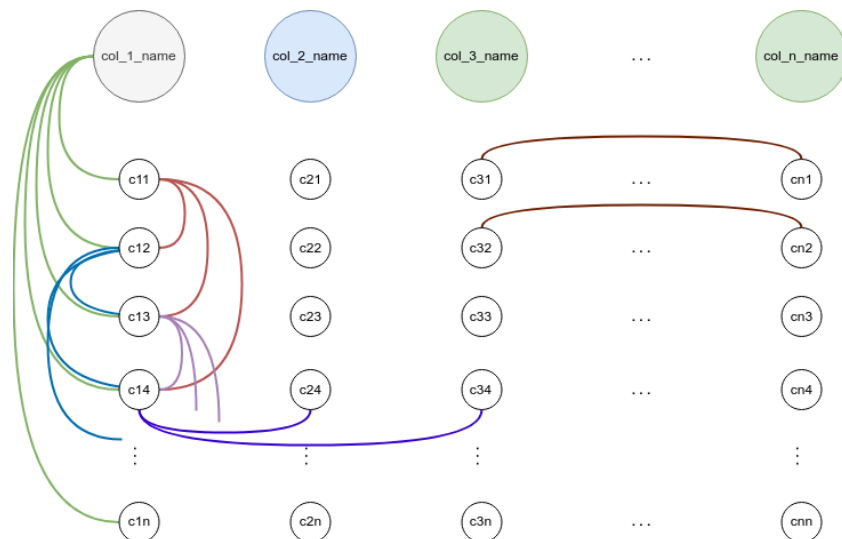 col_1_name col_2_name col_3_name ... col_n_name
c11 c21 c31 ... cn1
c12 c22 c32 ... cn2
c13 c23 c33 ... cn3
c14 c24 c34 ... cn4
⋮ ⋮ ⋮ ⋮
c1n c2n c3n ... cnn